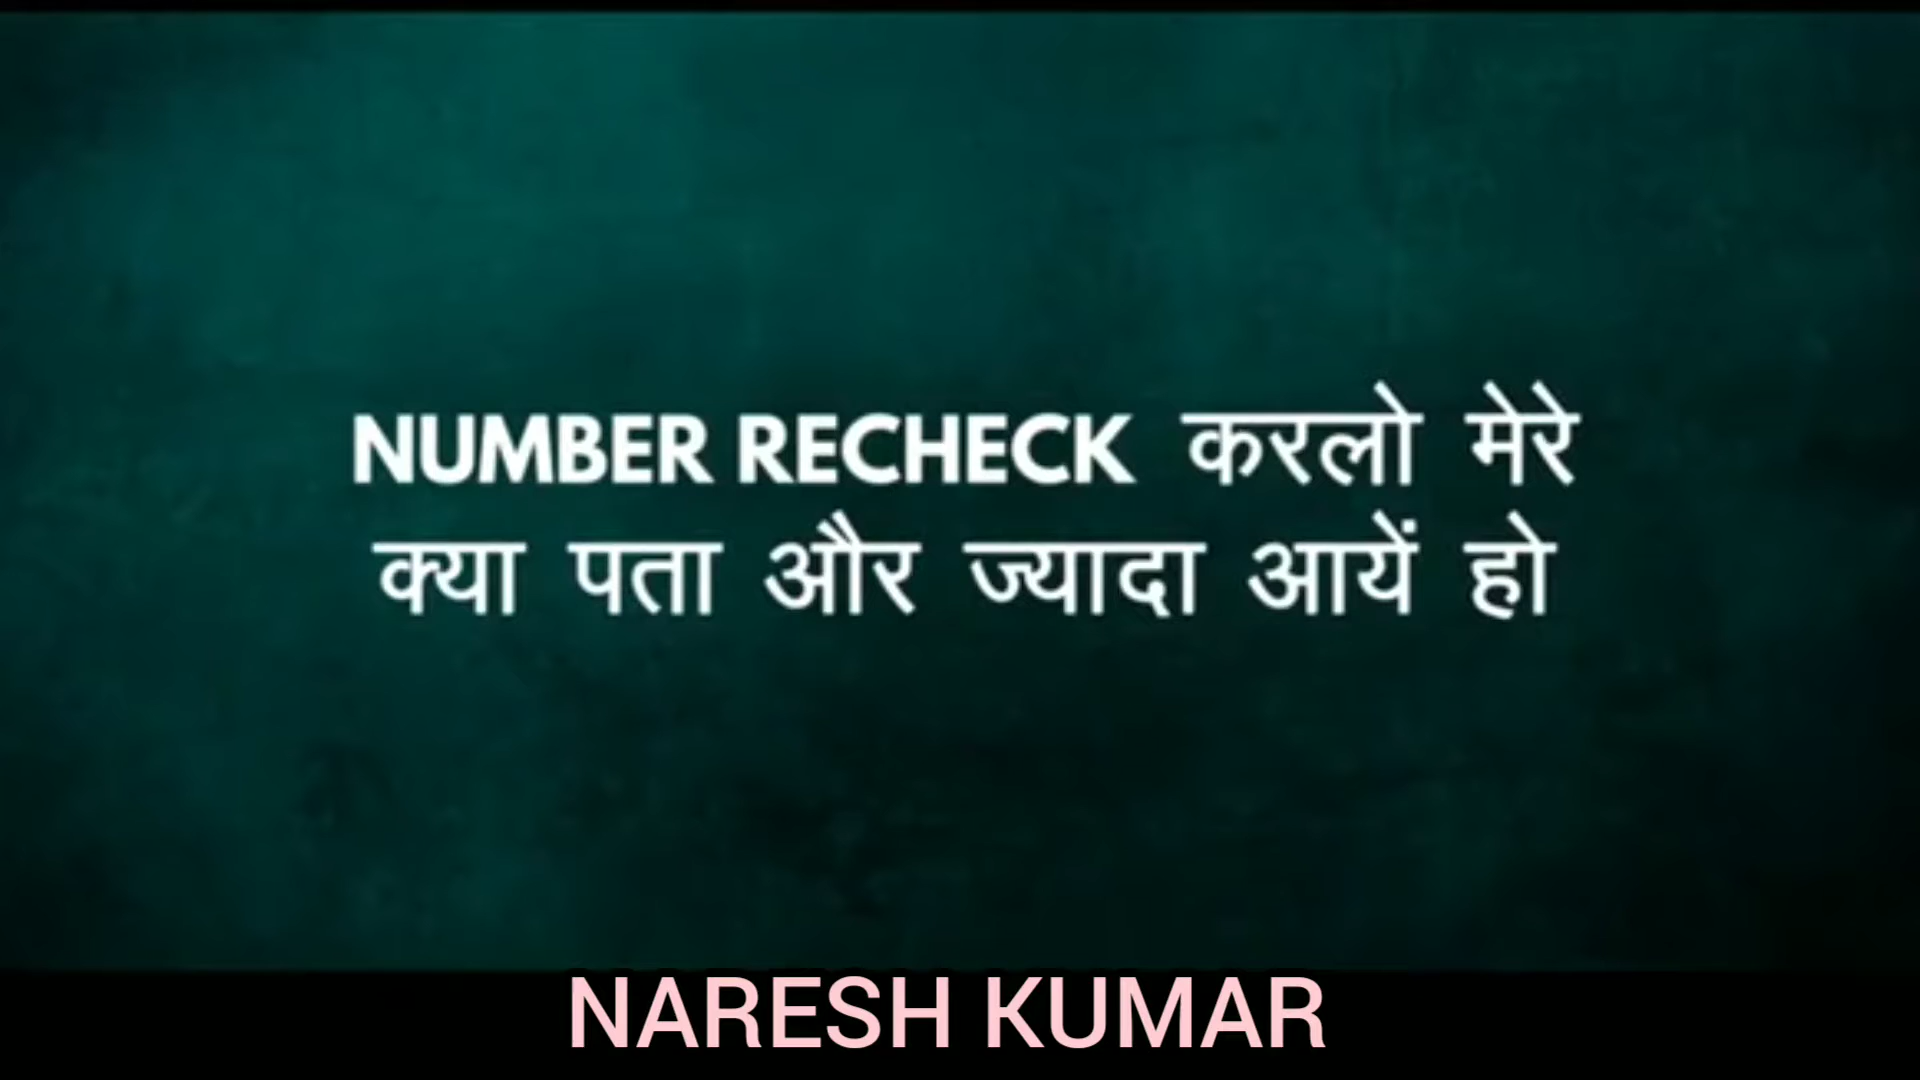 NUMBER RECHECK करलो मेरे
क्या पता और ज्यादा आयें हो
NARESH KUMAR